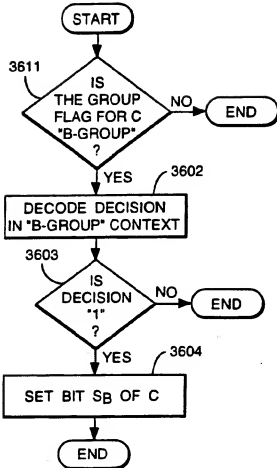 START
3611
IS
THE GROUP
FLAG FOR C
"B-GROUP"
?
NO
END
YES
3602
DECODE DECISION
IN "B-GROUP" CONTEXT
3603
IS
DECISION
"1"
?
NO
END
YES
3604
SET BIT SB OF C
END